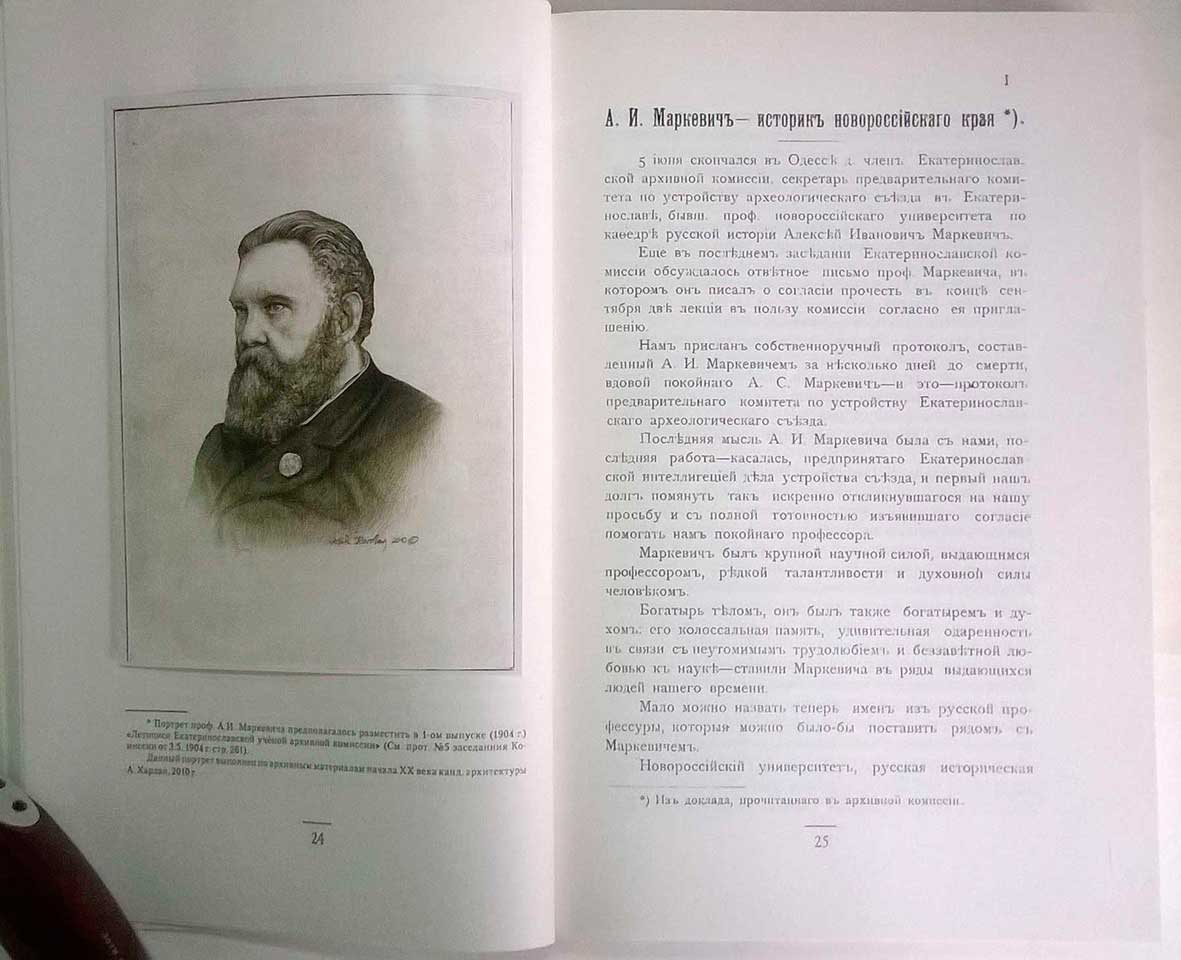 2010 ©
* Портрет проф. А.И. Маркевича предполагалось разместить в 1-ом выпуске (1904 г.)
«Летописи Екатеринославской учёной архивной комиссии» (См. прот. №5 заседанния Ко-
миссии от 3.5. 1904 г. стр. 261).
Данный портрет выполнен по архивным материалам начала XX века канд. архитектуры
А. Харлан, 2010 г
24
I
А. И. Маркевичъ— историкъ новороссійскаго края *).
5 іюня скончался въ Одессѣ д. членъ Екатеринослав.
ской архивной комиссіи, секретарь предварительнаго коми-
тета по устройству археологическаго съѣзда въ Екатери-
нославѣ, бывш. проф. новороссійскаго университета по
каѳедрѣ русской исторіи Алексѣй Ивановичъ Маркевичъ.
Еще въ послѣднемъ засѣданіи Екатеринославской ко-
миссіи обсуждалось отвѣтное письмо проф. Маркевича, въ
которомъ онъ писалъ о согласіи прочесть въ концѣ сен-
тября двѣ лекціи въ пользу комиссіи согласно ея пригла-
шенію.
Намъ присланъ собственноручный протоколъ, состав-
ленный А. И. Маркевичемъ за нѣсколько дней до смерти,
вдовой покойнаго А. С. Маркевичъ—и это—протоколъ
предварительнаго комитета по устройству Екатеринослав-
скаго археологическаго съѣзда.
Послѣдняя мысль А. И. Маркевича была съ нами, по-
слѣдняя работа—касалась, предпринятаго Екатеринослав
ской интеллигеціей дѣла устройства съѣзда, и первый нашъ
долгъ помянуть такъ искренно откликнувшагося на нашу
просьбу и съ полной готовностью изъявившаго согласіе
помогать намъ покойнаго профессора.
Маркевичъ былъ крупной научной силой, выдающимся
профессоромъ, рѣдкой талантливости и духовной силы
человѣкомъ.
Богатырь тѣломъ, онъ былъ также богатыремъ и ду-
хомъ: его колоссальная память, удивительная одаренность
въ связи съ неутомимымъ трудолюбіемъ и беззавѣтной лю-
бовью къ наукѣ—ставили Маркевича въ ряды выдающихся
людей нашего времени.
Мало можно назвать теперь именъ изъ русской про-
фессуры, которыя можно было-бы поставить рядомъ съ
Маркевичемъ.
Новороссійскій университетъ, русская историческая
*) Изъ доклада, прочитаннаго въ архивной комиссіи.
25